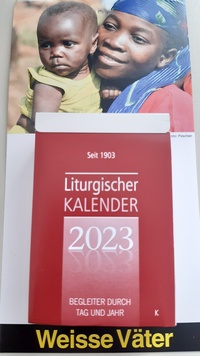 Seit 1903
Liturgischer
KALENDER
2023
BEGLEITER DURCH
TAG UND JAHR
K
Weisse Väter